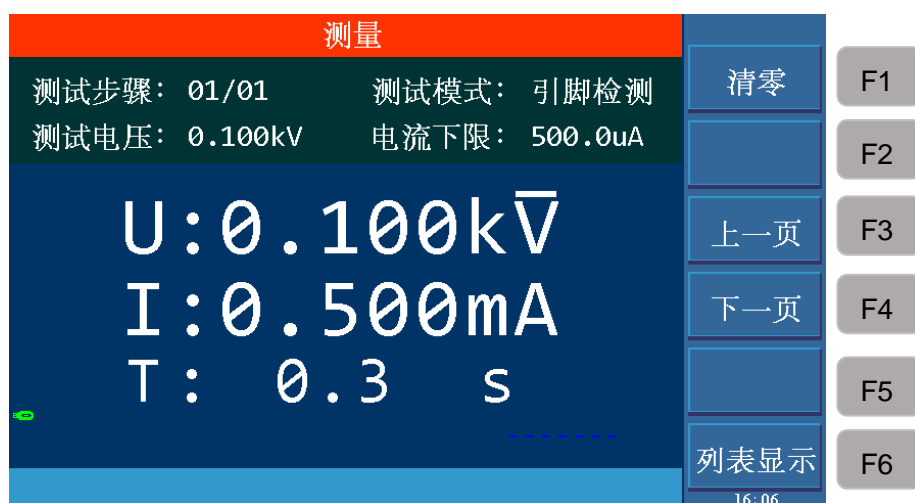 测量
测试步骤: 01/01 测试模式: 引脚检测
测试电压: 0.100kV 电流下限: 500.0uA
U:0.100kV̅
I:0.500mA
T: 0.3 s
-------
清零
上一页
下一页
列表显示
16:06
F1
F2
F3
F4
F5
F6